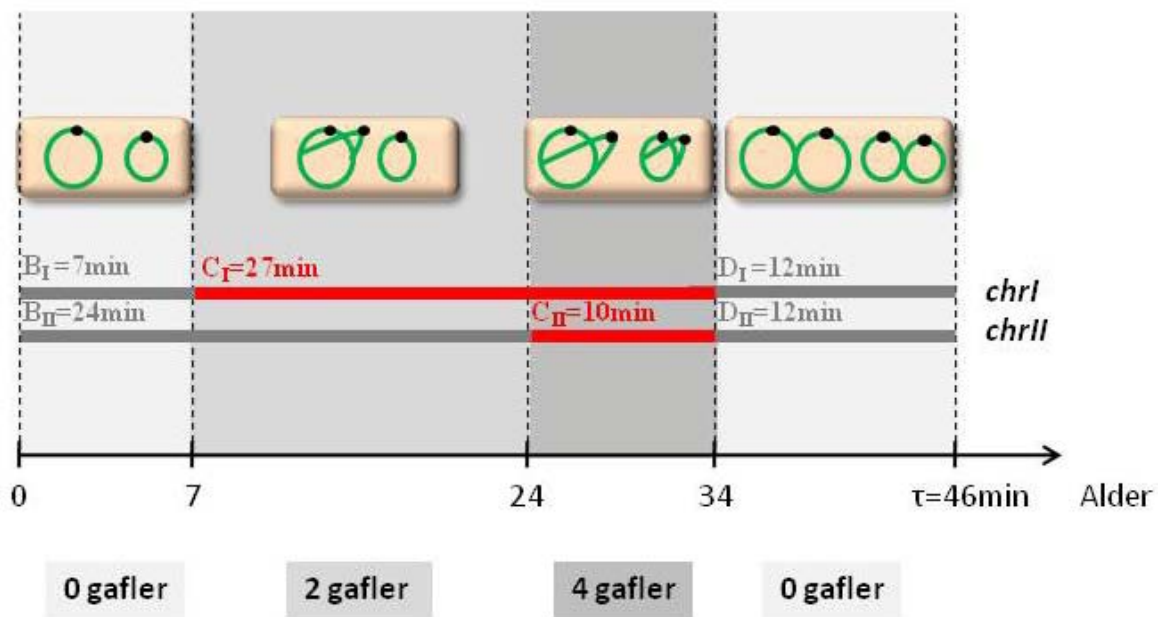 B_I=7min C_I=27min D_I=12min chrI
B_II=24min C_II=10min D_II=12min chrII
0 7 24 34 τ=46min Alder
0 gafler 2 gafler 4 gafler 0 gafler